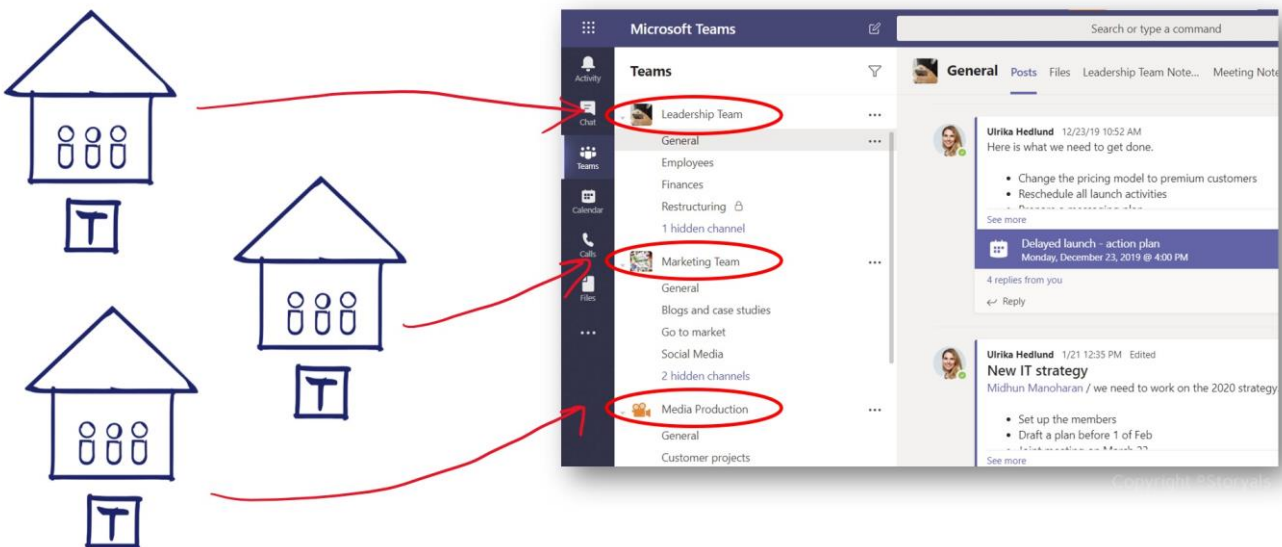 T
T
T
Microsoft Teams
Search or type a command
Activity
Chat
Teams
Calendar
Calls
Files
Teams
Leadership Team
General
Employees
Finances
Restructuring
1 hidden channel
Marketing Team
General
Blogs and case studies
Go to market
Social Media
2 hidden channels
Media Production
General
Customer projects
General Posts Files Leadership Team Note... Meeting Note
Ulrika Hedlund 12/23/19 10:52 AM
Here is what we need to get done.
• Change the pricing model to premium customers
• Reschedule all launch activities
See more
Delayed launch - action plan
Monday, December 23, 2019 @ 4:00 PM
4 replies from you
Reply
Ulrika Hedlund 1/21 12:35 PM Edited
New IT strategy
Midhun Manoharan / we need to work on the 2020 strategy
• Set up the members
• Draft a plan before 1 of Feb
See more